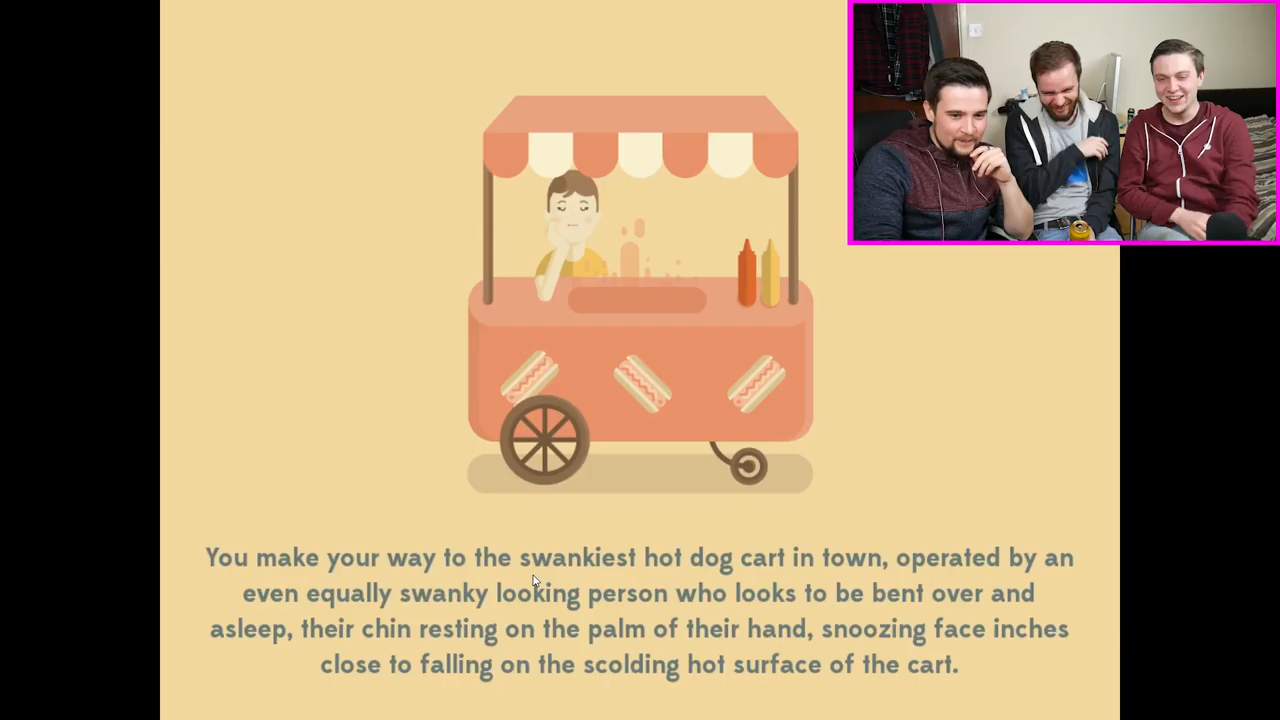 You make your way to the swankiest hot dog cart in town, operated by an
even equally swanky looking person who looks to be bent over and
asleep, their chin resting on the palm of their hand, snoozing face inches
close to falling on the scolding hot surface of the cart.